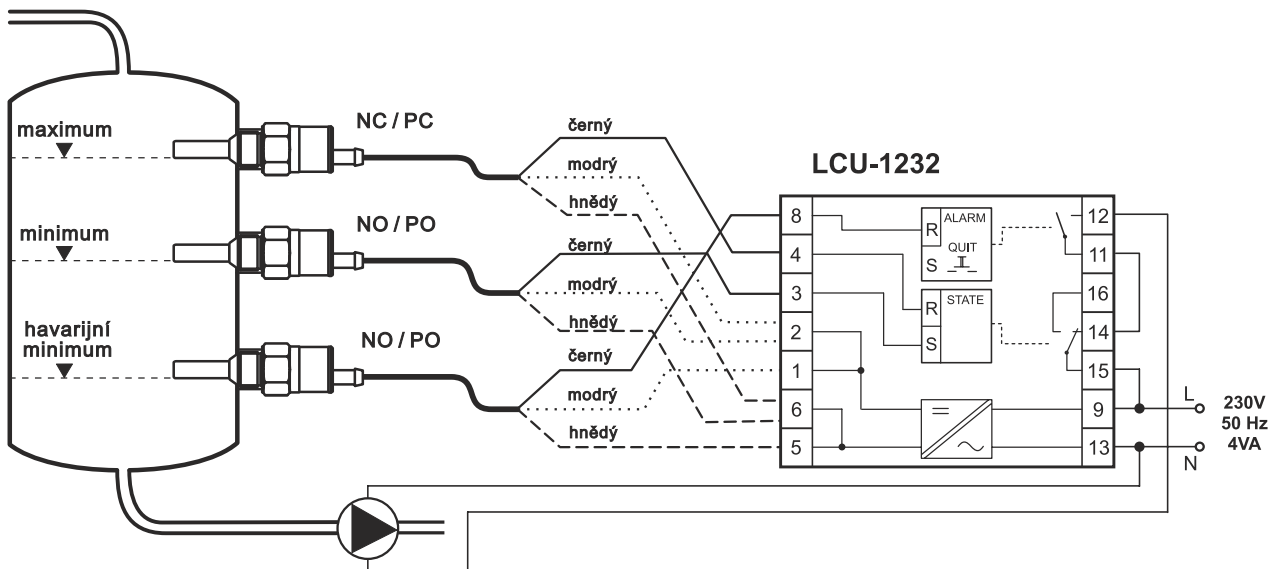 maximum
NC / PC
černý
modrý
hnědý
minimum
NO / PO
černý
modrý
hnědý
havarijní
minimum
NO / PO
černý
modrý
hnědý
LCU-1232
8
4
3
2
1
6
5
R
ALARM
QUIT
S
R
STATE
S
12
11
16
14
15
9
13
L
N
230V
50 Hz
4VA